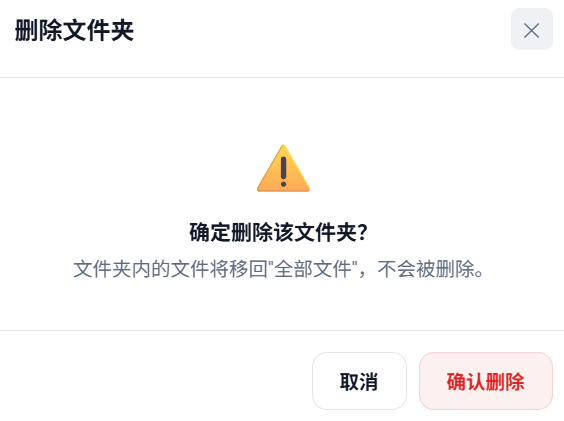 删除文件夹
确定删除该文件夹？
文件夹内的文件将移回"全部文件"，不会被删除。
取消
确认删除